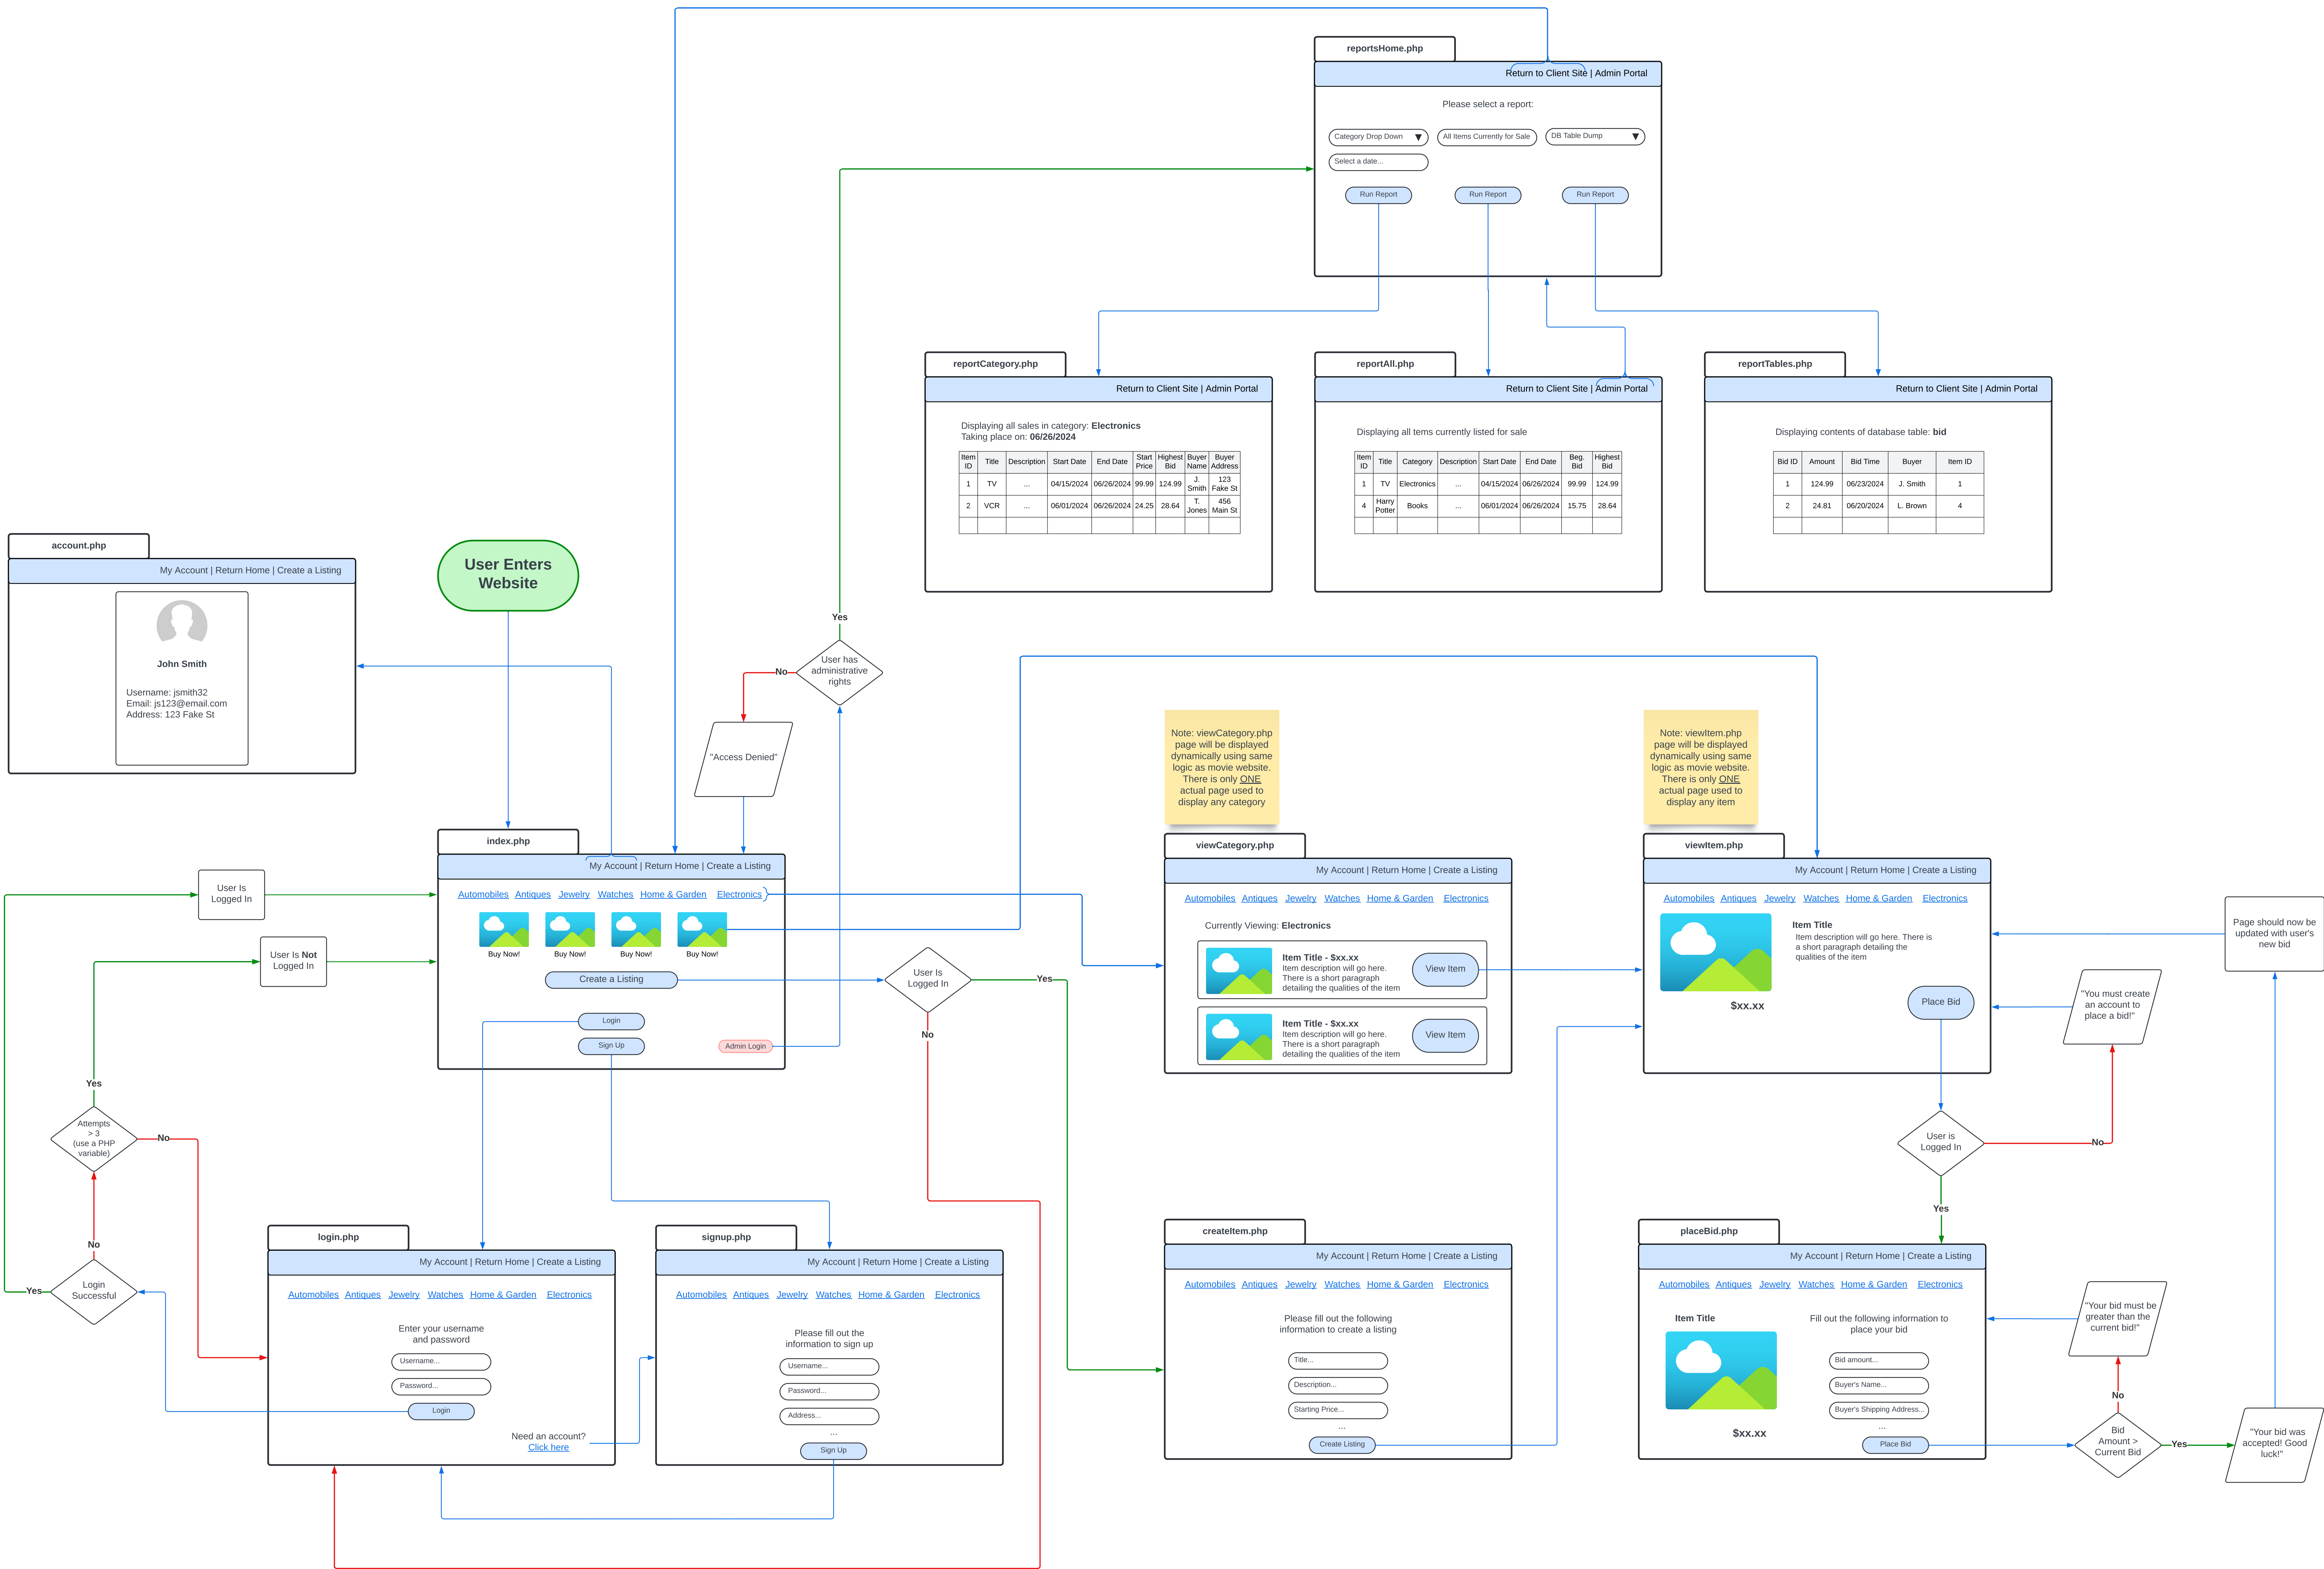 reportsHome.php
Return to Client Site | Admin Portal
Please select a report:
Category Drop Down
All Items Currently for Sale
DB Table Dump
Select a date...
Run Report
Run Report
Run Report
reportCategory.php
Return to Client Site | Admin Portal
Displaying all sales in category: Electronics
Taking place on: 06/26/2024
Item ID Title Description Start Date End Date Start Price Highest Bid Buyer Name Buyer Address
1 TV ... 04/15/2024 06/26/2024 99.99 124.99 J. Smith 123 Fake St
2 VCR ... 06/01/2024 06/26/2024 24.25 28.64 T. Jones 456 Main St
reportAll.php
Return to Client Site | Admin Portal
Displaying all tems currently listed for sale
Item ID Title Category Description Start Date End Date Beg. Bid Highest Bid
1 TV Electronics ... 04/15/2024 06/26/2024 99.99 124.99
4 Harry Potter Books ... 06/01/2024 06/26/2024 15.75 28.64
reportTables.php
Return to Client Site | Admin Portal
Displaying contents of database table: bid
Bid ID Amount Bid Time Buyer Item ID
1 124.99 06/23/2024 J. Smith 1
2 24.81 06/20/2024 L. Brown 4
account.php
My Account | Return Home | Create a Listing
John Smith
Username: jsmith32
Email: js123@email.com
Address: 123 Fake St
User Enters
Website
Yes
User has
administrative
rights
No
"Access Denied"
Note: viewCategory.php
page will be displayed
dynamically using same
logic as movie website.
There is only ONE
actual page used to
display any category
Note: viewItem.php
page will be displayed
dynamically using same
logic as movie website.
There is only ONE
actual page used to
display any item
index.php
My Account | Return Home | Create a Listing
Automobiles Antiques Jewelry Watches Home & Garden Electronics
Buy Now! Buy Now! Buy Now! Buy Now!
Create a Listing
Login
Sign Up
Admin Login
User Is
Logged In
User Is Not
Logged In
User Is
Logged In
Yes
No
viewCategory.php
My Account | Return Home | Create a Listing
Automobiles Antiques Jewelry Watches Home & Garden Electronics
Currently Viewing: Electronics
Item Title - $xx.xx
Item description will go here.
There is a short paragraph
detailing the qualities of the item
View Item
Item Title - $xx.xx
Item description will go here.
There is a short paragraph
detailing the qualities of the item
View Item
viewItem.php
My Account | Return Home | Create a Listing
Automobiles Antiques Jewelry Watches Home & Garden Electronics
Item Title
Item description will go here. There is
a short paragraph detailing the
qualities of the item
$xx.xx
Place Bid
Page should now be
updated with user's
new bid
"You must create
an account to
place a bid!"
User is
Logged In
No
Yes
Yes
Attempts
> 3
(use a PHP
variable)
No
No
Login
Successful
Yes
login.php
My Account | Return Home | Create a Listing
Automobiles Antiques Jewelry Watches Home & Garden Electronics
Enter your username
and password
Username...
Password...
Login
Need an account?
Click here
signup.php
My Account | Return Home | Create a Listing
Automobiles Antiques Jewelry Watches Home & Garden Electronics
Please fill out the
information to sign up
Username...
Password...
Address...
...
Sign Up
createItem.php
My Account | Return Home | Create a Listing
Automobiles Antiques Jewelry Watches Home & Garden Electronics
Please fill out the following
information to create a listing
Title...
Description...
Starting Price...
...
Create Listing
placeBid.php
My Account | Return Home | Create a Listing
Automobiles Antiques Jewelry Watches Home & Garden Electronics
Item Title
$xx.xx
Fill out the following information to
place your bid
Bid amount...
Buyer's Name...
Buyer's Shipping Address...
...
Place Bid
"Your bid must be
greater than the
current bid!"
No
Bid
Amount >
Current Bid
Yes
"Your bid was
accepted! Good
luck!"